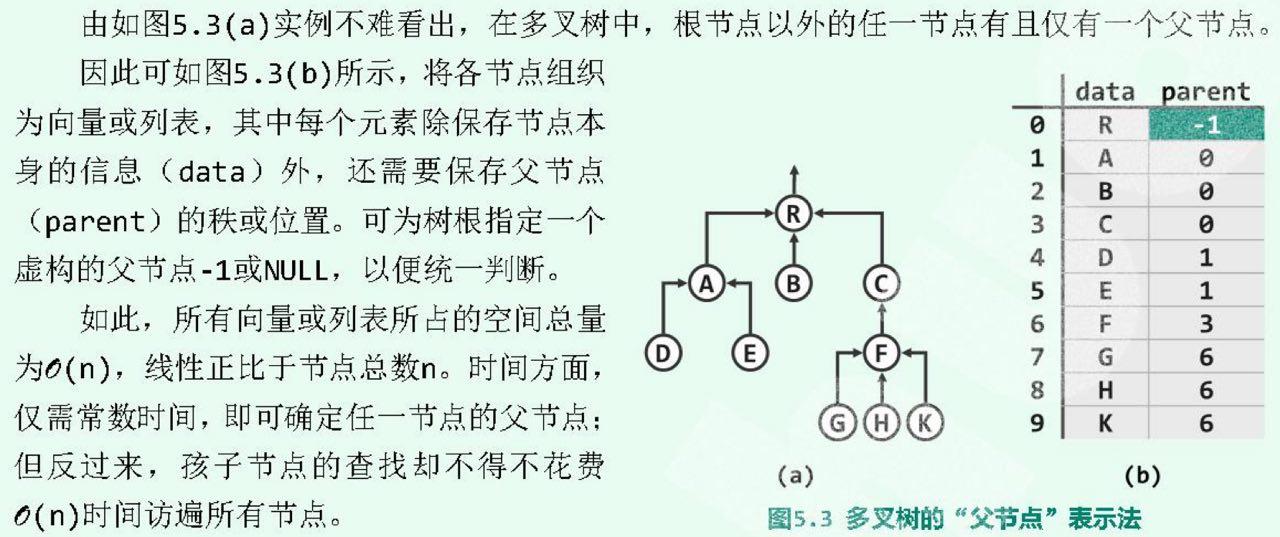 由如图5.3(a)实例不难看出，在多叉树中，根节点以外的任一节点有且仅有一个父节点。
因此可如图5.3(b)所示，将各节点组织
为向量或列表，其中每个元素除保存节点本
身的信息（data）外，还需要保存父节点
（parent）的秩或位置。可为树根指定一个
虚构的父节点-1或NULL，以便统一判断。
如此，所有向量或列表所占的空间总量
为O(n)，线性正比于节点总数n。时间方面，
仅需常数时间，即可确定任一节点的父节点；
但反过来，孩子节点的查找却不得不花费
O(n)时间访遍所有节点。
R
A B C
D E F
G H K
(a)
data parent
0 R -1
1 A 0
2 B 0
3 C 0
4 D 1
5 E 1
6 F 3
7 G 6
8 H 6
9 K 6
(b)
图5.3 多叉树的“父节点”表示法